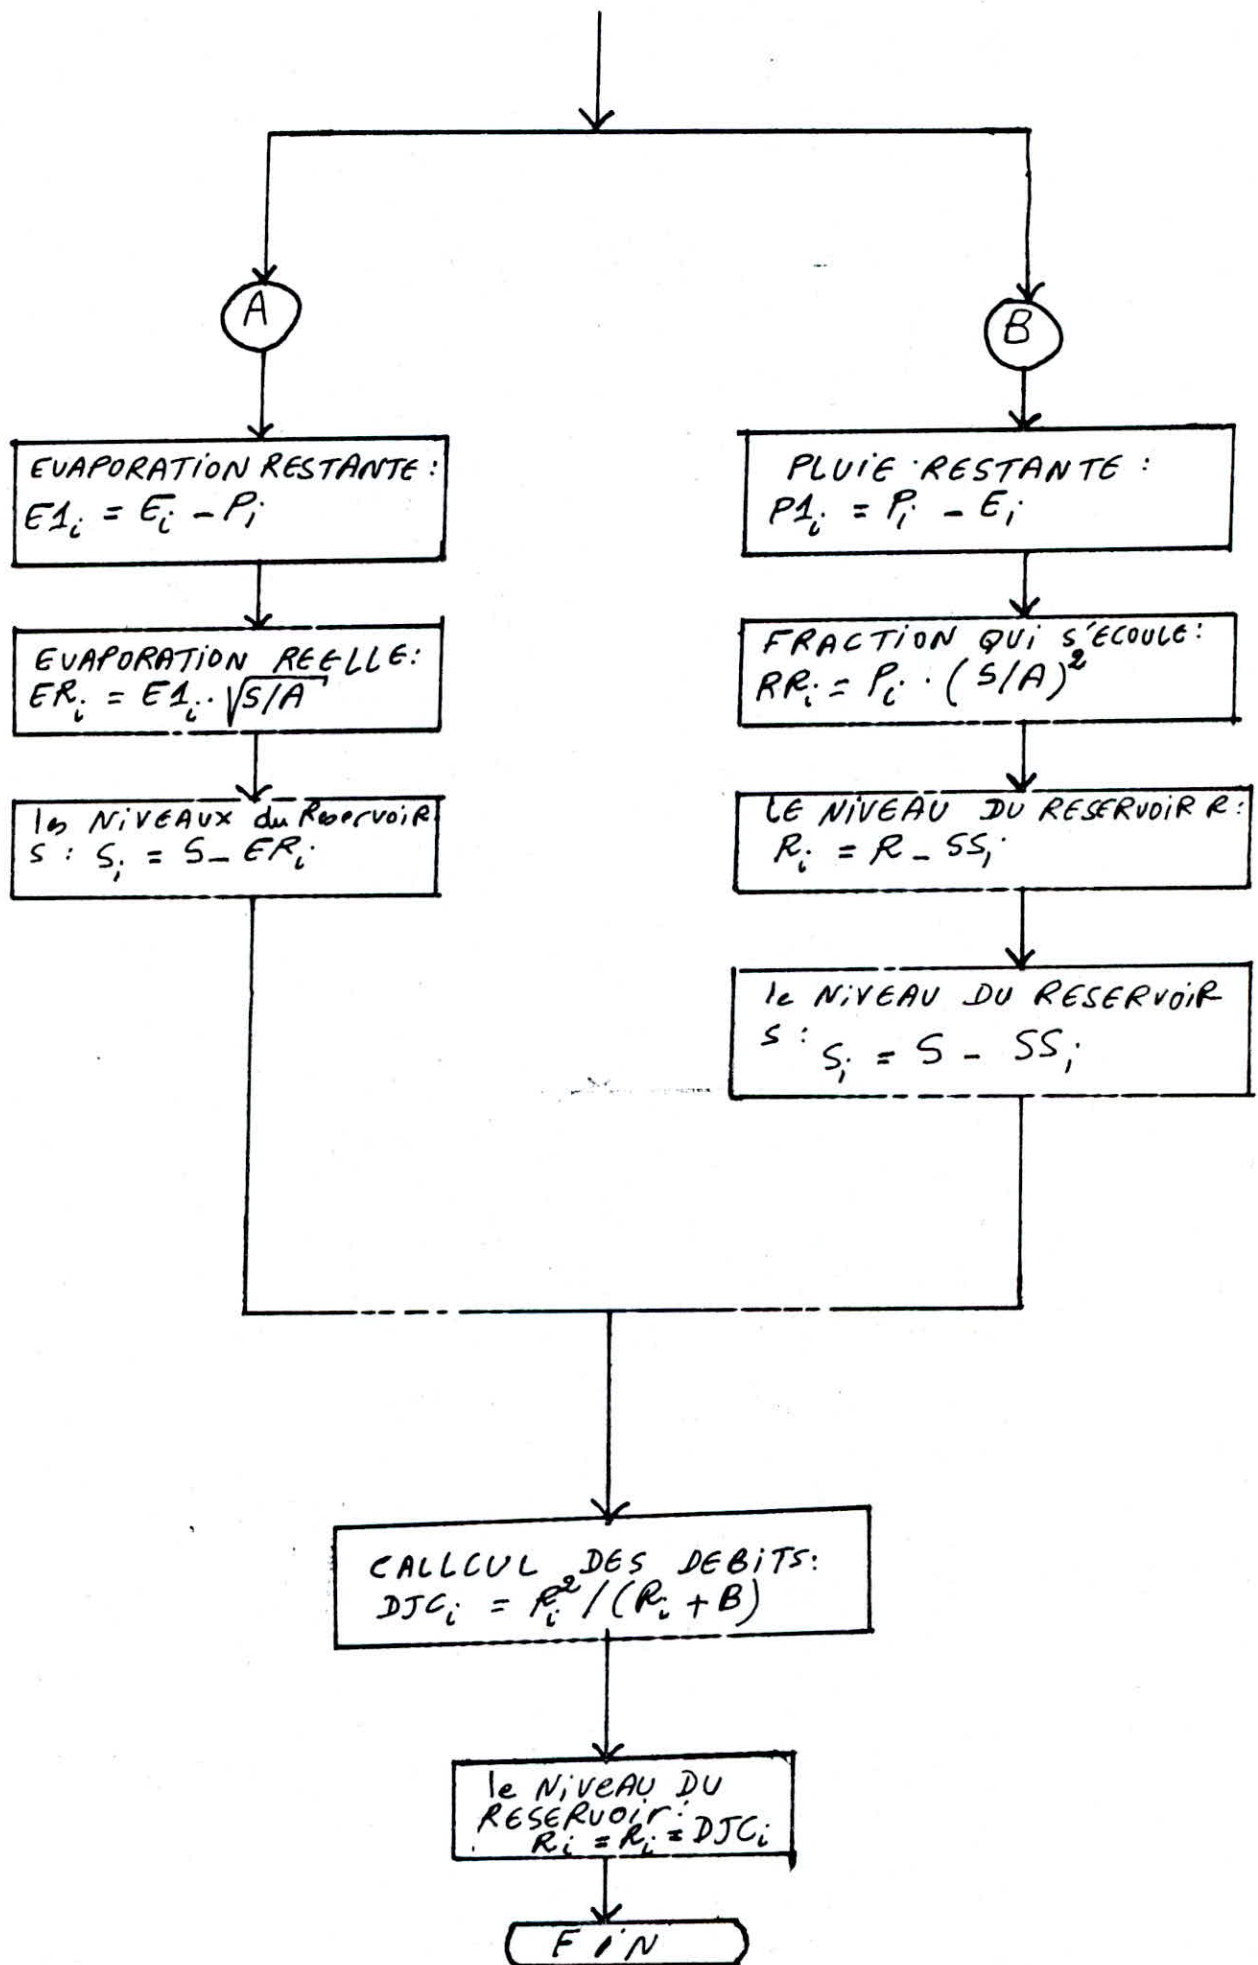 A
EVAPORATION RESTANTE:
E1i = Ei - Pi
EVAPORATION REELLE:
ERi = E1i . √S/A
les NIVEAUX du Reservoir
S : Si = S - ERi
B
PLUIE RESTANTE :
P1i = Pi - Ei
FRACTION QUI S'ECOULE:
RRi = Pi . (S/A)²
LE NIVEAU DU RESERVOIR R:
Ri = R - SSi
le NIVEAU DU RESERVOIR
S :
Si = S - SSi
CALLCUL DES DEBITS:
DJCi = Ri² / (Ri + B)
le NIVEAU DU
RESERVOIR:
Ri = Ri = DJCi
FIN